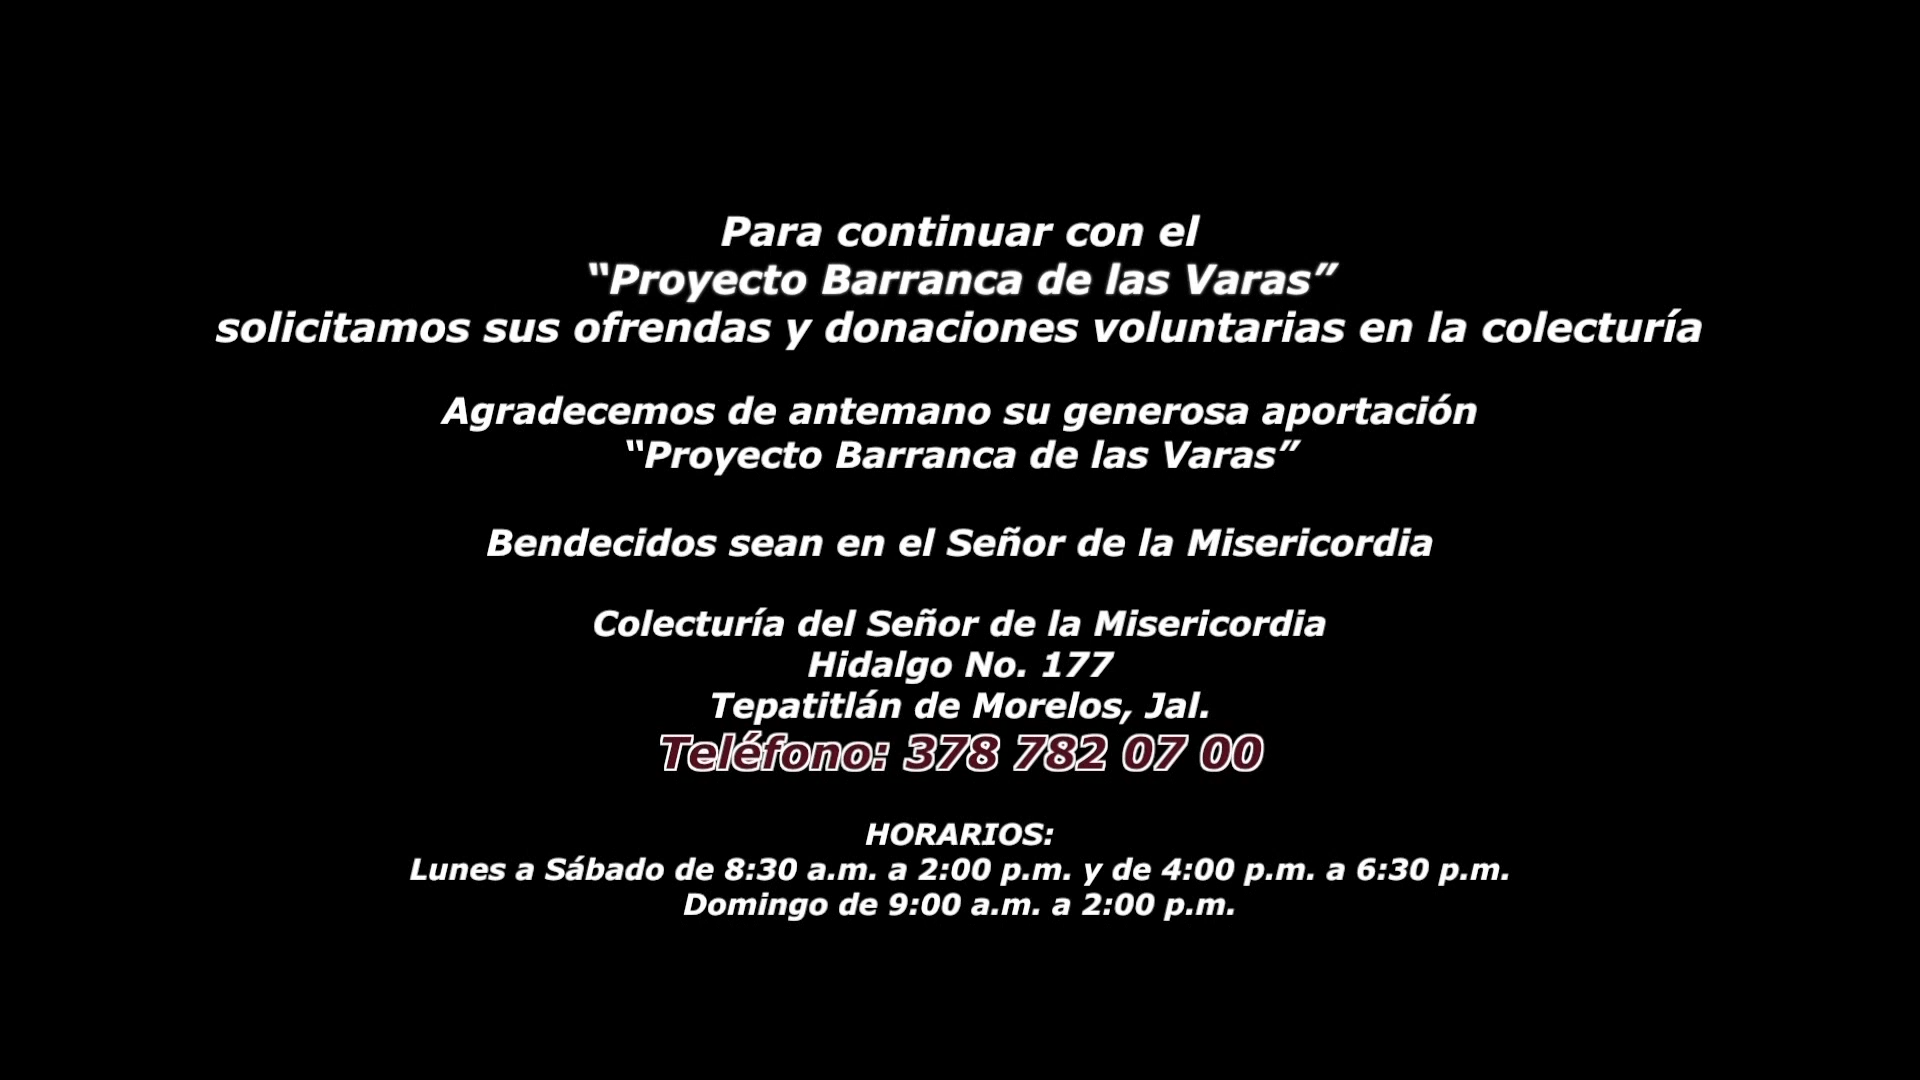 Para continuar con el
“Proyecto Barranca de las Varas”
solicitamos sus ofrendas y donaciones voluntarias en la colecturía
Agradecemos de antemano su generosa aportación
“Proyecto Barranca de las Varas”
Bendecidos sean en el Señor de la Misericordia
Colecturía del Señor de la Misericordia
Hidalgo No. 177
Tepatitlán de Morelos, Jal.
Teléfono: 378 782 07 00
HORARIOS:
Lunes a Sábado de 8:30 a.m. a 2:00 p.m. y de 4:00 p.m. a 6:30 p.m.
Domingo de 9:00 a.m. a 2:00 p.m.